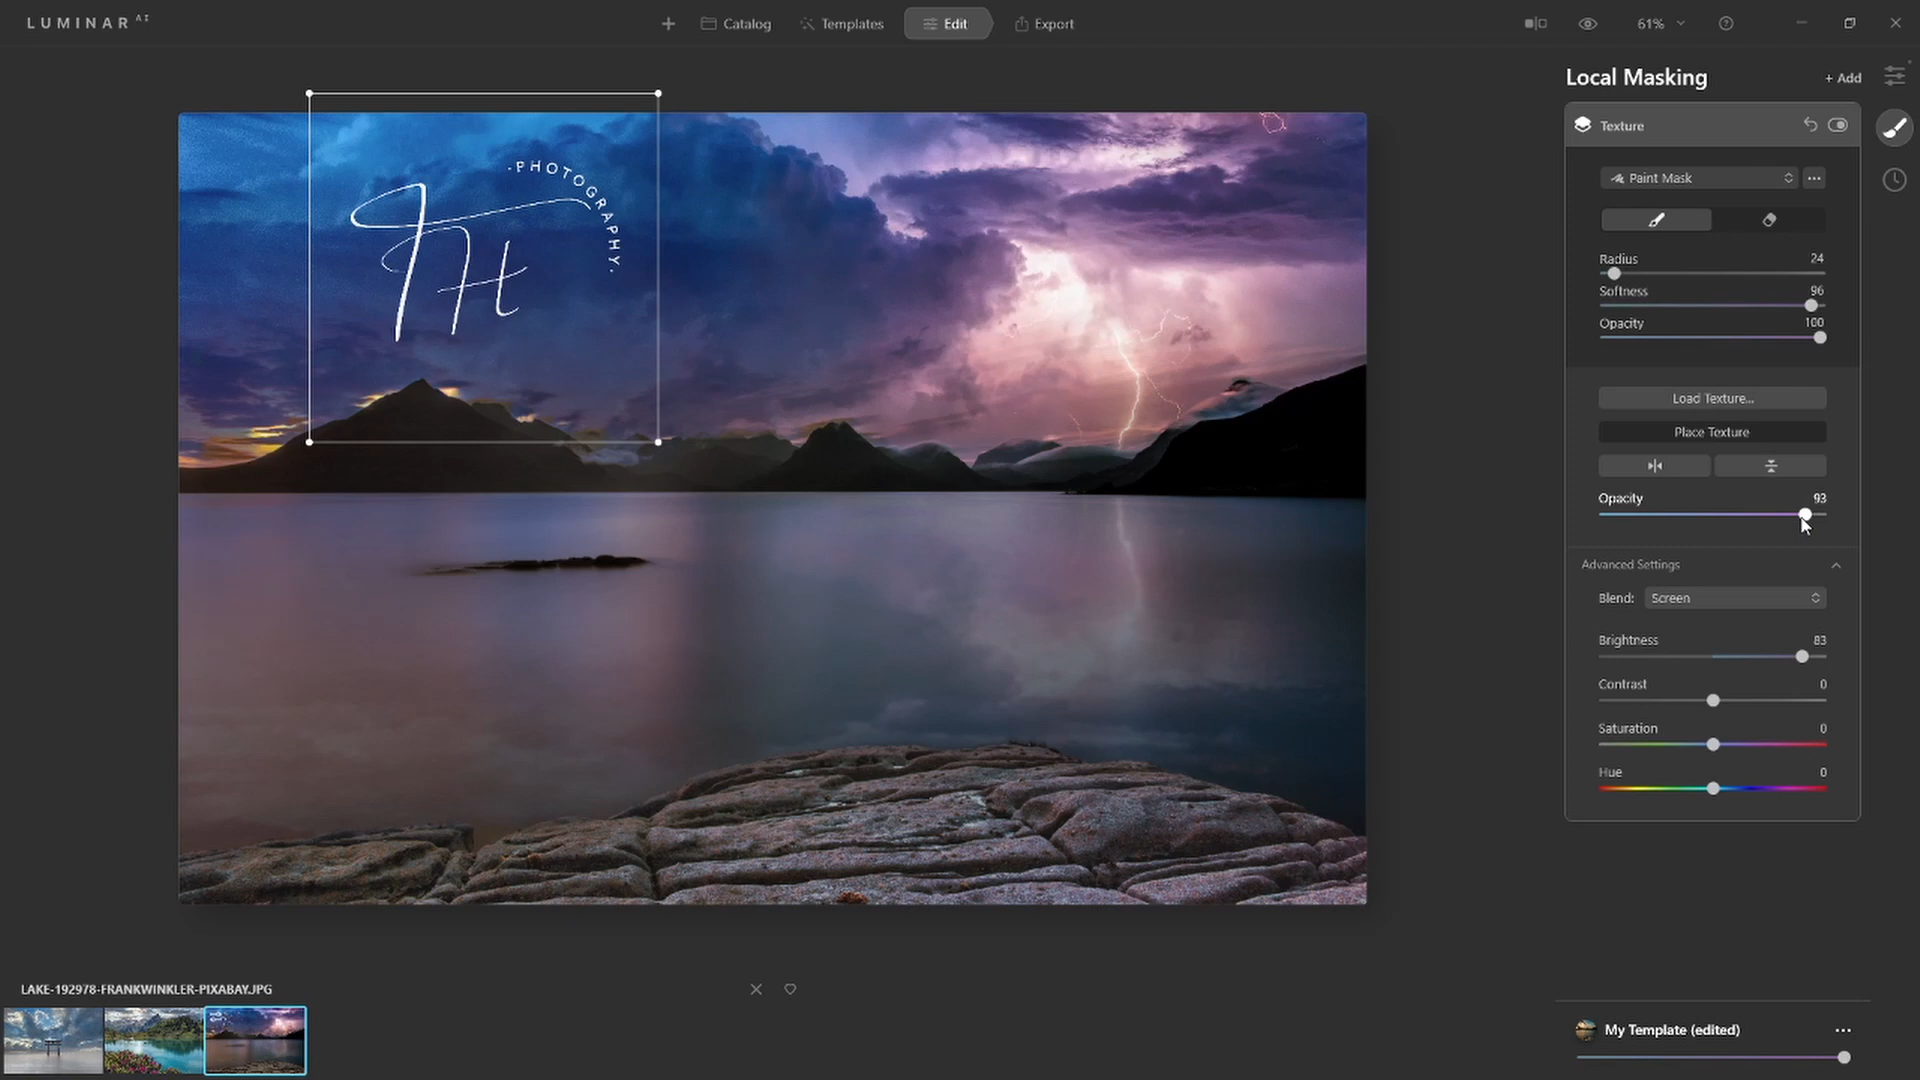 LUMINAR AI
Catalog
Templates
Edit
Export
61%
Local Masking
+ Add
Texture
Paint Mask
Radius 24
Softness 96
Opacity 100
Load Texture...
Place Texture
Opacity 93
Advanced Settings
Blend: Screen
Brightness 83
Contrast 0
Saturation 0
Hue 0
·PHOTOGRAPHY·
LAKE-192978-FRANKWINKLER-PIXABAY.JPG
My Template (edited)